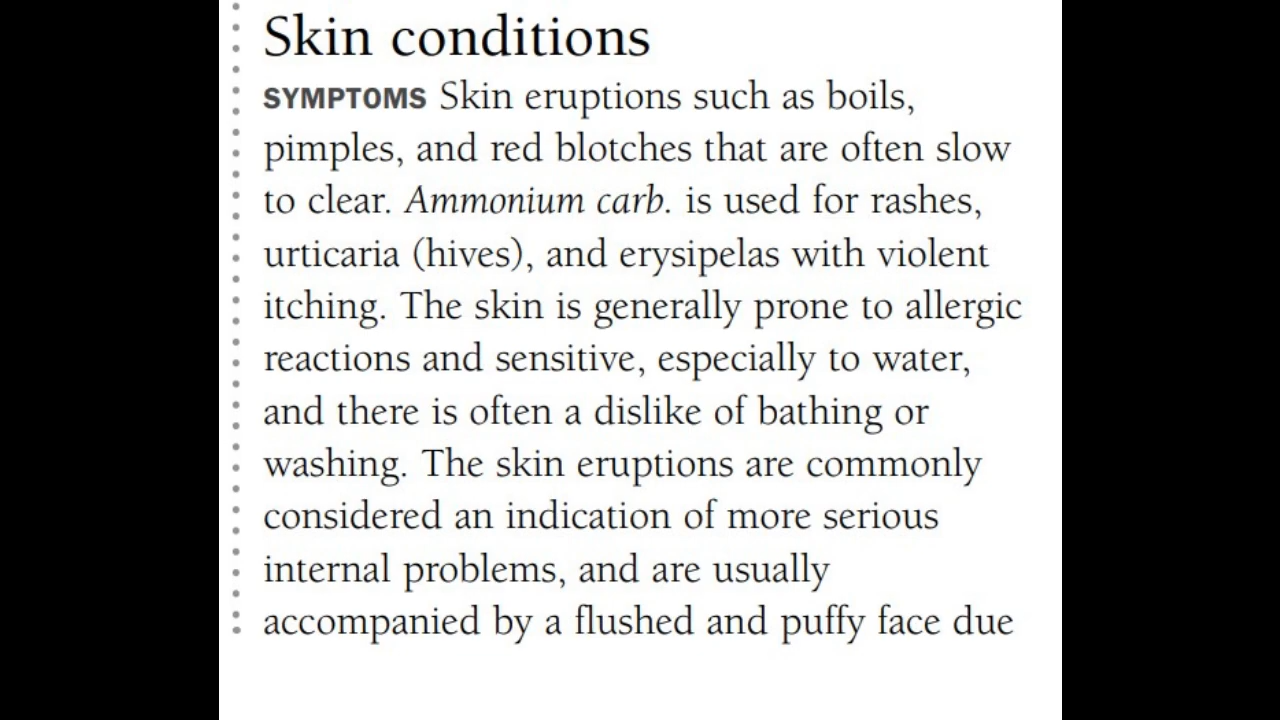 Skin conditions
SYMPTOMS Skin eruptions such as boils,
pimples, and red blotches that are often slow
to clear. Ammonium carb. is used for rashes,
urticaria (hives), and erysipelas with violent
itching. The skin is generally prone to allergic
reactions and sensitive, especially to water,
and there is often a dislike of bathing or
washing. The skin eruptions are commonly
considered an indication of more serious
internal problems, and are usually
accompanied by a flushed and puffy face due